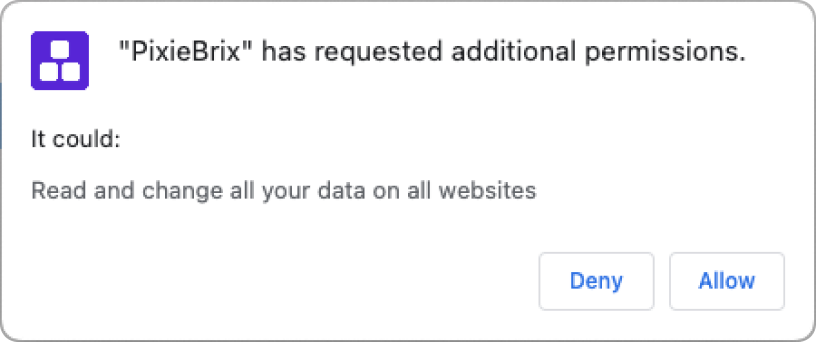 "PixieBrix" has requested additional permissions.
It could:
Read and change all your data on all websites
Deny
Allow